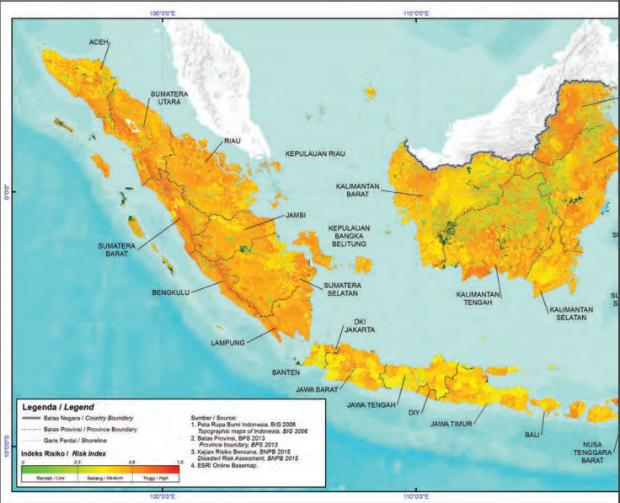 100°0'0"E
110°0'0"E
ACEH
SUMATERA
UTARA
RIAU
KEPULAUAN RIAU
0°0'0"
KALIMANTAN
BARAT
JAMBI
KEPULAUAN
BANGKA
BELITUNG
SUMATERA
BARAT
SUMATERA
SELATAN
BENGKULU
KALIMANTAN
TENGAH
KALIMANTAN
SELATAN
LAMPUNG
DKI
JAKARTA
BANTEN
JAWA BARAT
JAWA TENGAH
DIY
JAWA TIMUR
BALI
NUSA
TENGGARA
BARAT
10°0'0"S
Legenda / Legend
Batas Negara / Country Boundary
Batas Provinsi / Province Boundary
Garis Pantai / Shoreline
Indeks Risiko / Risk Index
0
0,5
1,0
Rendah / Low
Sedang / Medium
Tinggi / High
Sumber / Source:
1. Peta Rupa Bumi Indonesia, BIG 2006
Topographic maps of Indonesia, BIG 2006
2. Batas Provinsi, BPS 2013
Province boundary, BPS 2013
3. Kajian Risiko Bencana, BNPB 2015
Disasterd Risk Assesment, BNPB 2015
4. ESRI Online Basemap.
100°0'0"E
110°0'0"E